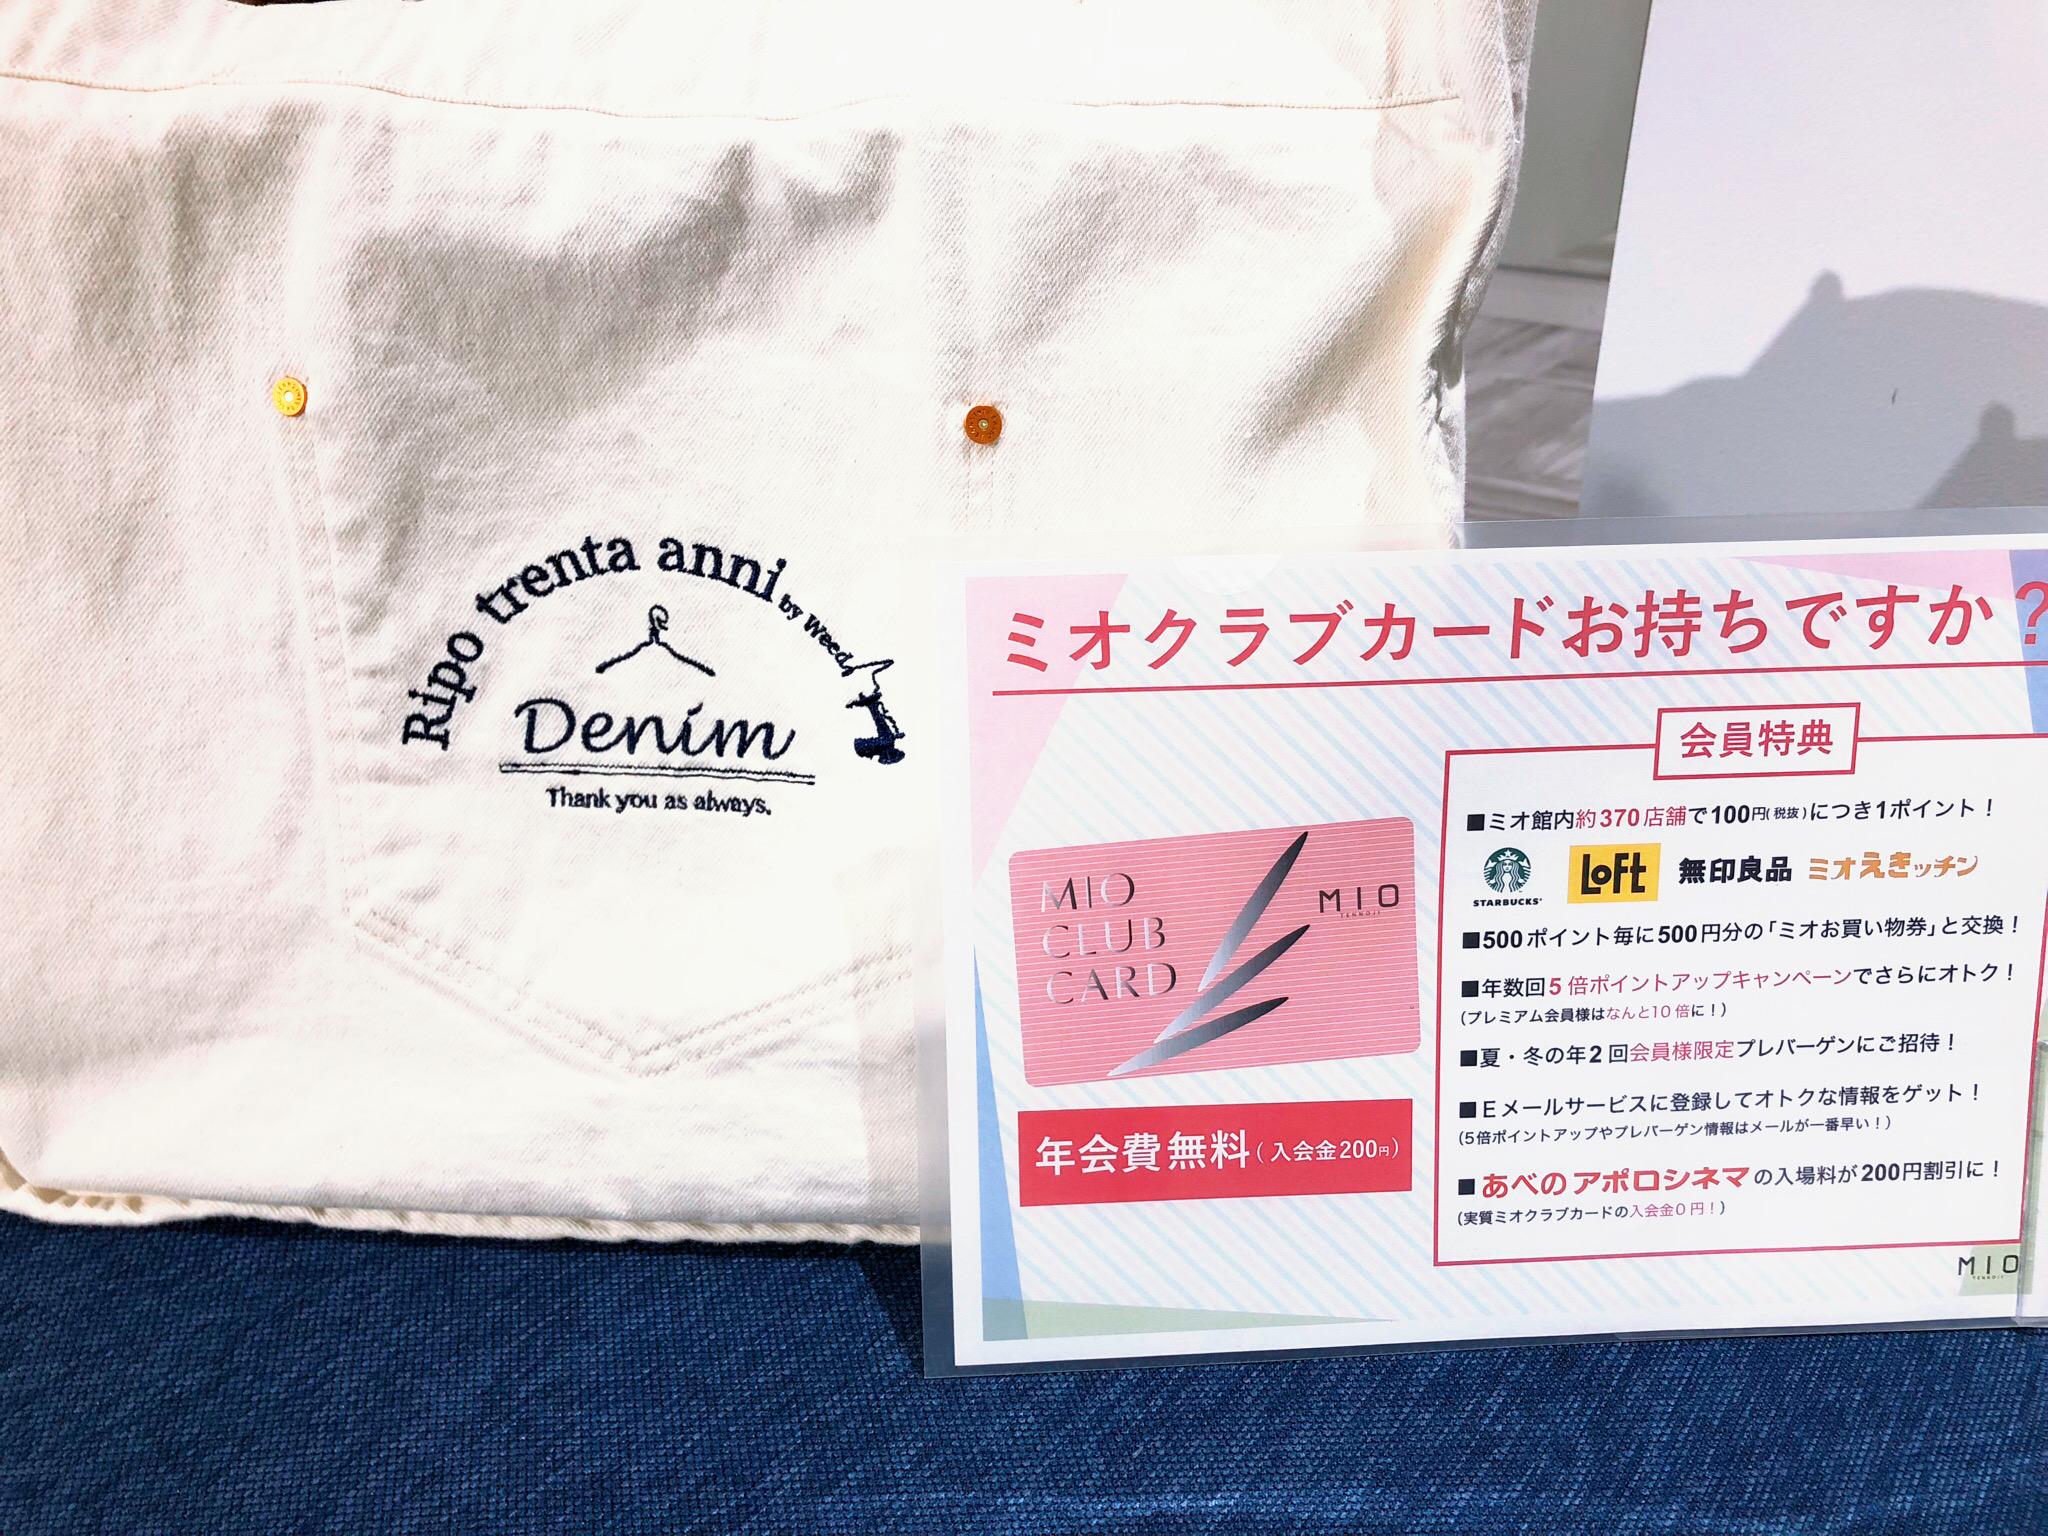 Ripo trenta anni by Weed
Denim
Thank you as always.
ミオクラブカードお持ちですか?
会員特典
■ミオ館内約370店舗で100円(税抜)につき1ポイント！
STARBUCKS
LoFt
無印良品
ミオえきッチン
■500ポイント毎に500円分の「ミオお買い物券」と交換！
■年数回5倍ポイントアップキャンペーンでさらにオトク！
(プレミアム会員様はなんと10倍に！)
■夏・冬の年2回会員様限定プレバーゲンにご招待！
■Eメールサービスに登録してオトクな情報をゲット！
(5倍ポイントアップやプレバーゲン情報はメールが一番早い！)
■あべのアポロシネマの入場料が200円割引に！
(実質ミオクラブカードの入会金0円！)
MIO
CLUB
CARD
MIO
TENNOJI
年会費無料(入会金200円)
MIO
TENNOJI